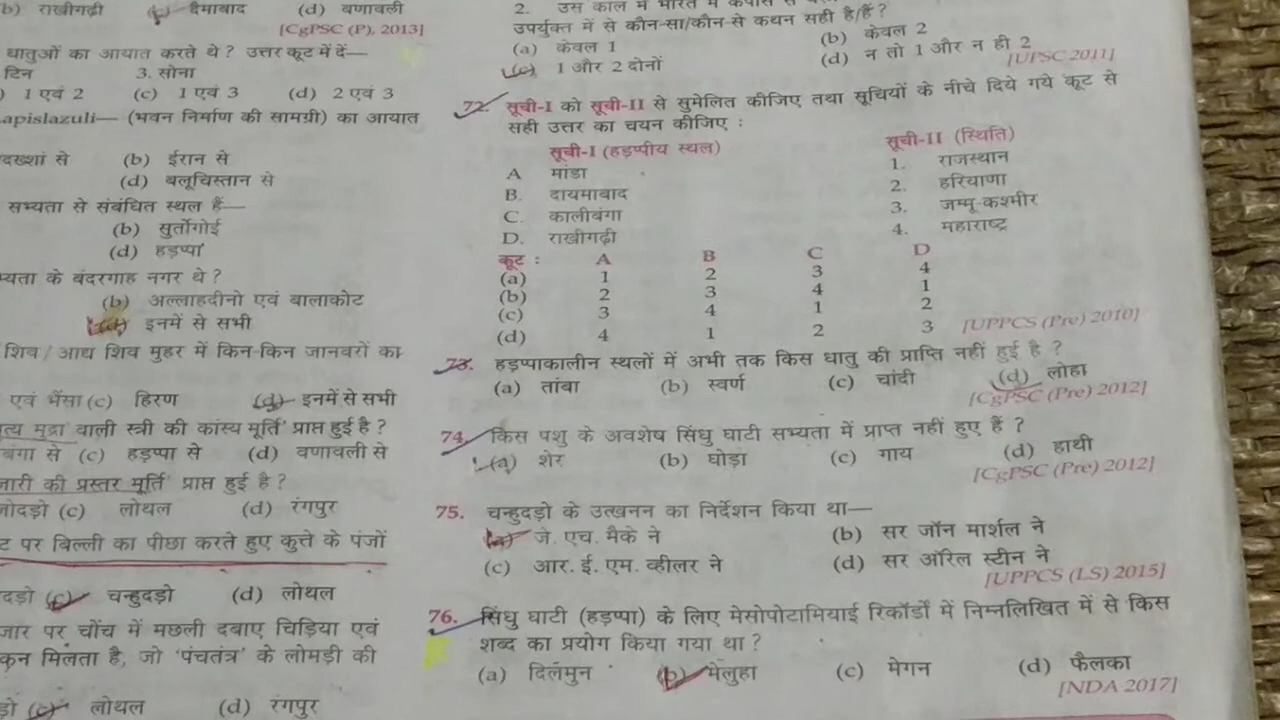 b) राखीगढ़ी दैमाबाद (d) बणावली
[CgPSC (P), 2013]
धातुओं का आयात करते थे? उत्तर कूट में दें—
टिन 3. सोना
) 1 एवं 2 (c) 1 एवं 3 (d) 2 एवं 3
apislazuli— (भवन निर्माण की सामग्री) का आयात
दख्शां से (b) ईरान से
(d) बलूचिस्तान से
सभ्यता से संबंधित स्थल हैं—
(b) सुर्तोगोई
(d) हड़प्पा
भ्यता के बंदरगाह नगर थे?
(b) अल्लाहदीनो एवं बालाकोट
इनमें से सभी
शिव/आद्य शिव मुहर में किन-किन जानवरों का
एवं भैंसा (c) हिरण (d) इनमें से सभी
त्य मुद्रा वाली स्त्री की कांस्य मूर्ति' प्राप्त हुई है?
बंगा से (c) हड़प्पा से (d) वणावली से
जारी की प्रस्तर मूर्ति' प्राप्त हुई है?
जोदड़ो (c) लोथल (d) रंगपुर
ट पर बिल्ली का पीछा करते हुए कुत्ते के पंजों
दड़ो (c) चन्हुदड़ो (d) लोथल
जार पर चोंच में मछली दबाए चिड़िया एवं
कन मिलता है, जो 'पंचतंत्र' के लोमड़ी की
ड़ो (c) लोथल (d) रंगपुर
2. उस काल में भारत में कपास
उपर्युक्त में से कौन-सा/कौन-से कथन सही है/हैं?
(a) केवल 1 (b) केवल 2
(c) 1 और 2 दोनों (d) न तो 1 और न ही 2
[UPSC 2011]
72. सूची-I को सूची-II से सुमेलित कीजिए तथा सूचियों के नीचे दिये गये कूट से
सही उत्तर का चयन कीजिए :
सूची-I (हड़प्पीय स्थल) सूची-II (स्थिति)
A मांडा 1. राजस्थान
B. दायमाबाद 2. हरियाणा
C. कालीबंगा 3. जम्मू-कश्मीर
D. राखीगढ़ी 4. महाराष्ट्र
कूट : A B C D
(a) 1 2 3 4
(b) 2 3 4 1
(c) 3 4 1 2
(d) 4 1 2 3 [UPPCS (Pre) 2010]
73. हड़प्पाकालीन स्थलों में अभी तक किस धातु की प्राप्ति नहीं हुई है?
(a) तांबा (b) स्वर्ण (c) चांदी (d) लोहा
[CgPSC (Pre) 2012]
74. किस पशु के अवशेष सिंधु घाटी सभ्यता में प्राप्त नहीं हुए हैं?
(a) शेर (b) घोड़ा (c) गाय (d) हाथी
[CgPSC (Pre) 2012]
75. चन्हुदड़ो के उत्खनन का निर्देशन किया था—
(a) जे. एच. मैके ने (b) सर जॉन मार्शल ने
(c) आर. ई. एम. व्हीलर ने (d) सर ऑरिल स्टीन ने
[UPPCS (LS) 2015]
76. सिंधु घाटी (हड़प्पा) के लिए मेसोपोटामियाई रिकॉर्डों में निम्नलिखित में से किस
शब्द का प्रयोग किया गया था?
(a) दिलमुन (b) मेलुहा (c) मेगन (d) फैलका
[NDA 2017]